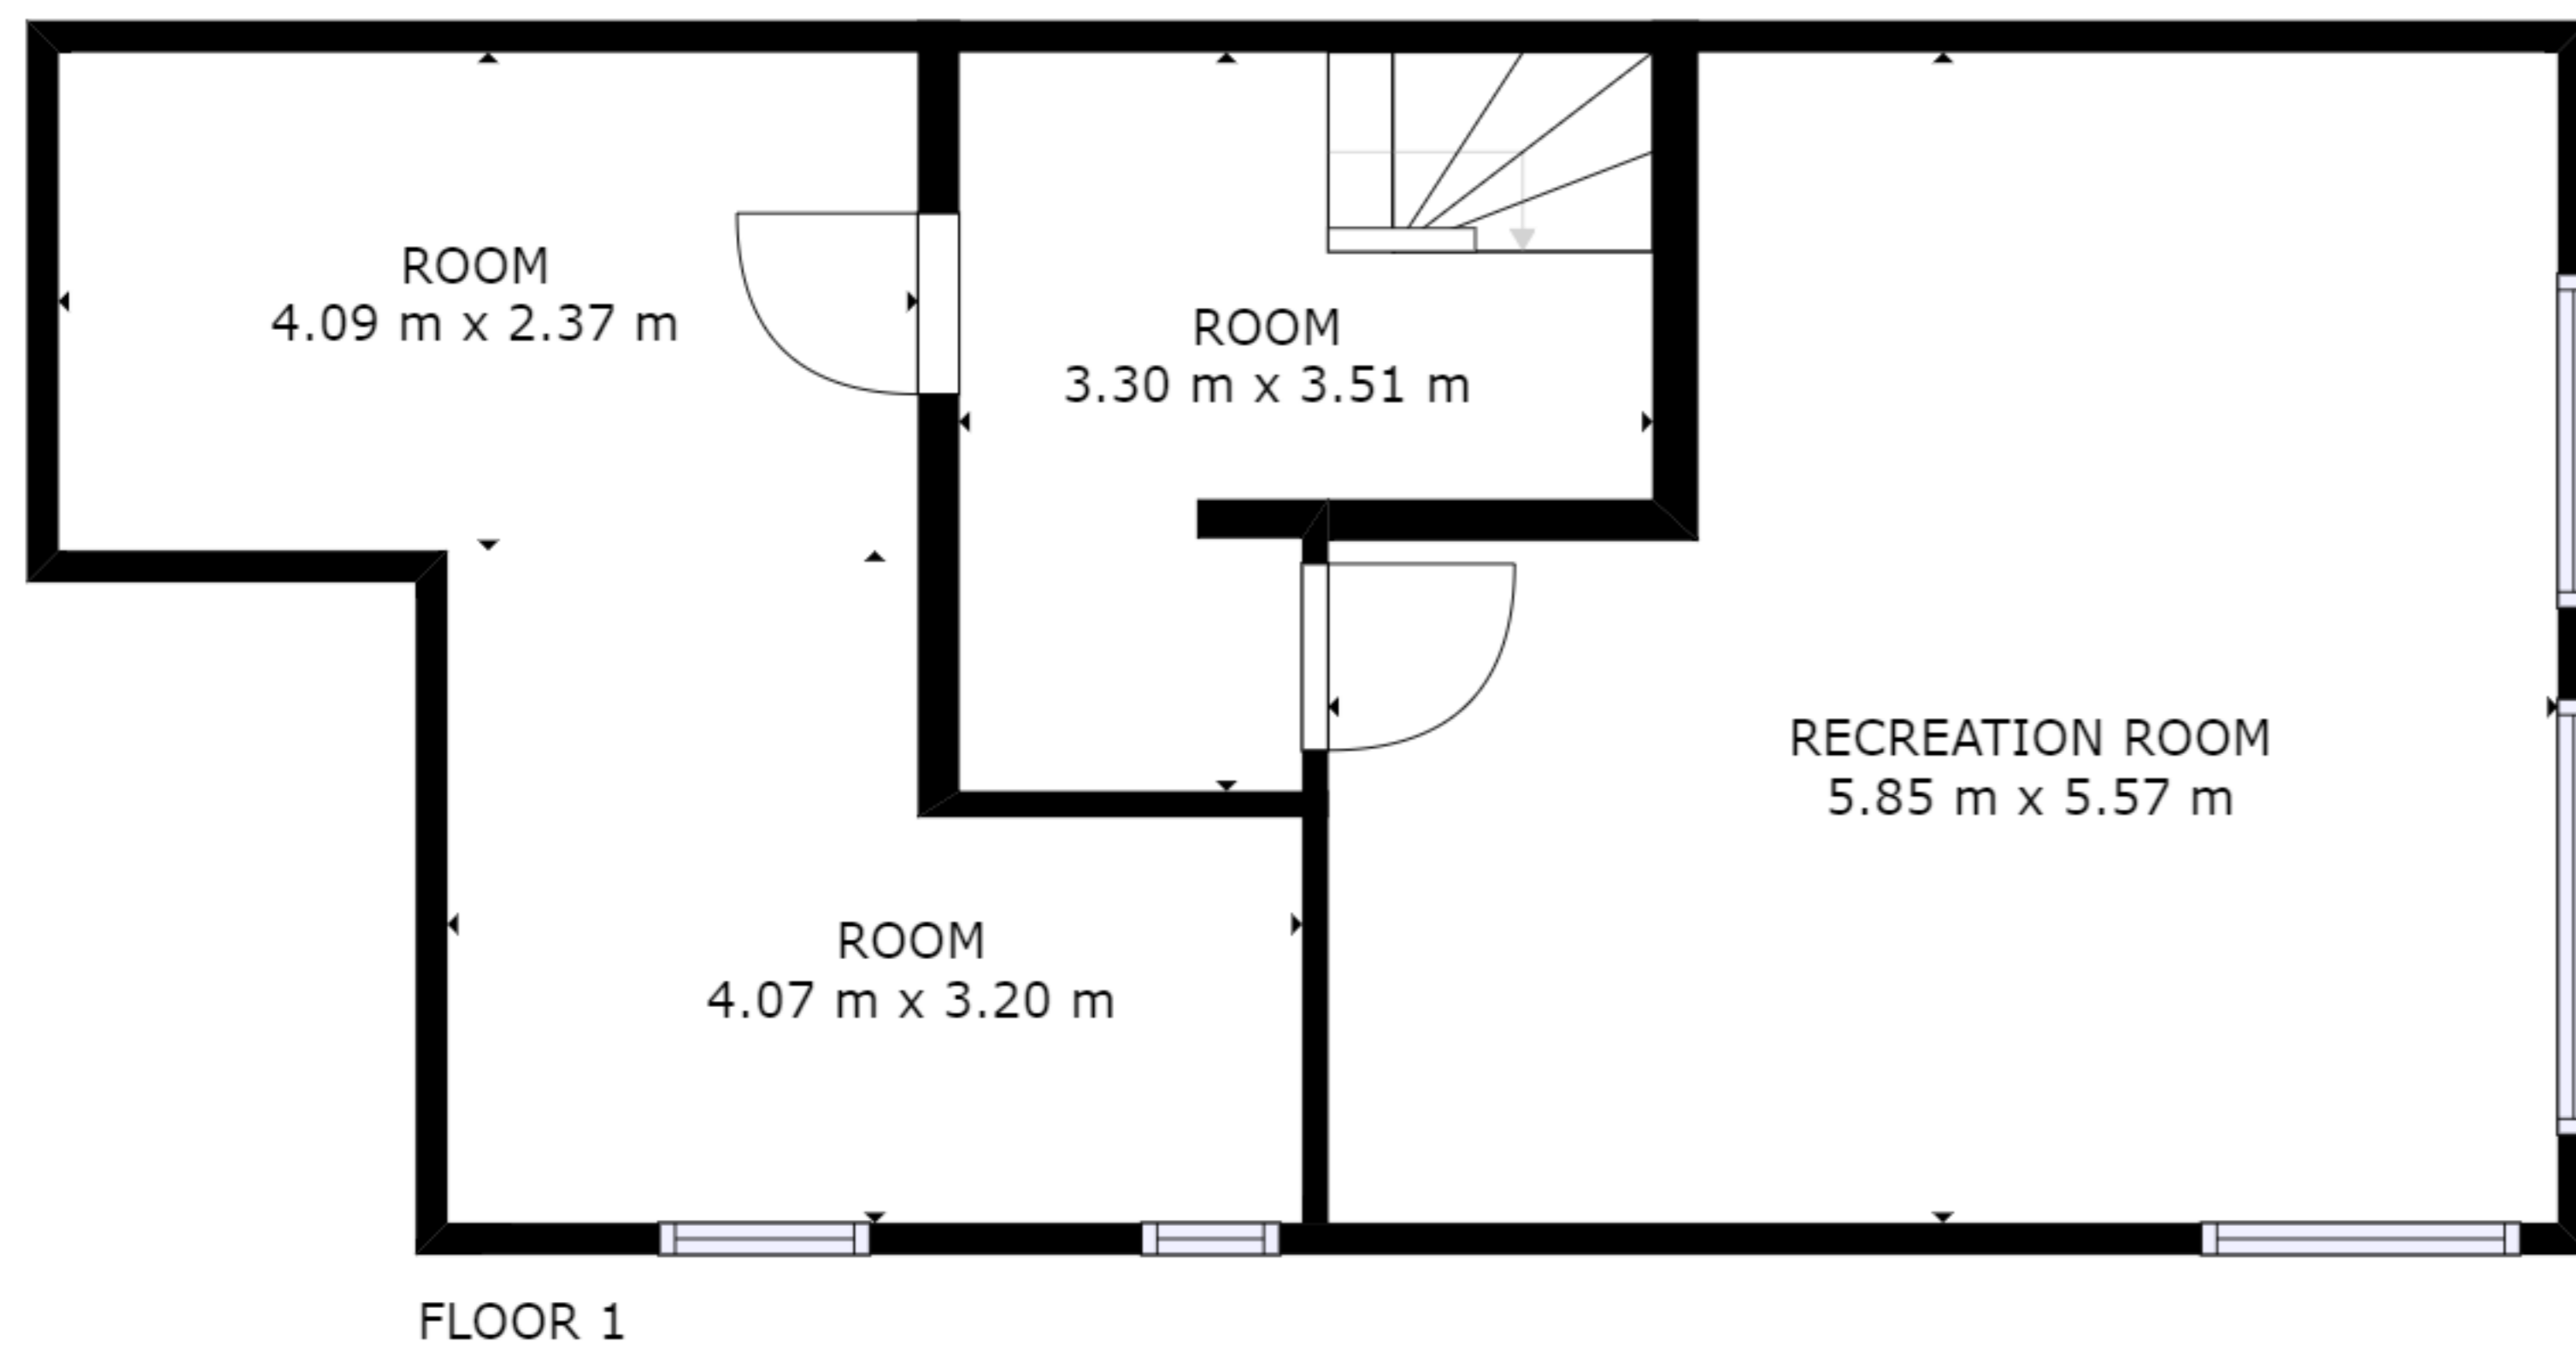 ROOM
4.09 m x 2.37 m
ROOM
3.30 m x 3.51 m
RECREATION ROOM
5.85 m x 5.57 m
ROOM
4.07 m x 3.20 m
FLOOR 1